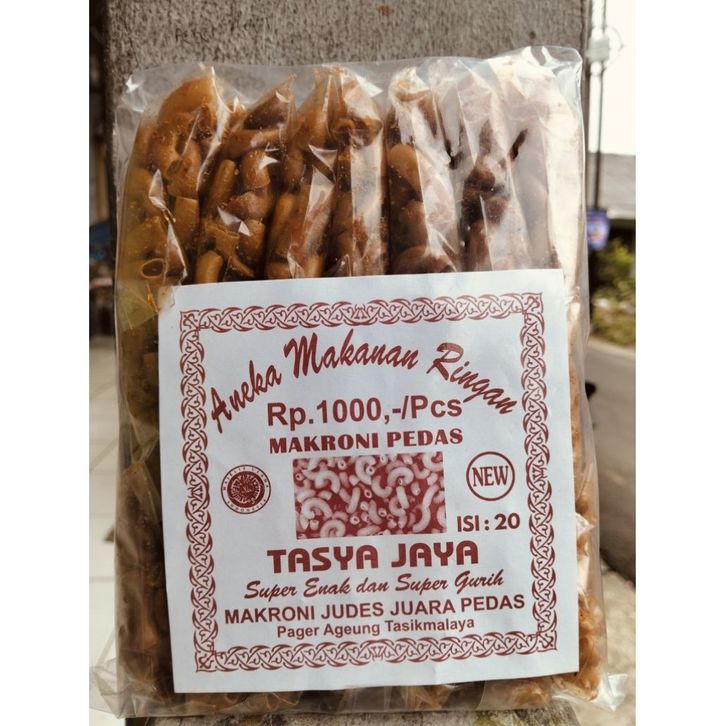 Aneka Makanan Ringan
Rp.1000,-/Pcs
MAKRONI PEDAS
NEW
ISI : 20
TASYA JAYA
Super Enak dan Super Gurih
MAKRONI JUDES JUARA PEDAS
Pager Ageung Tasikmalaya